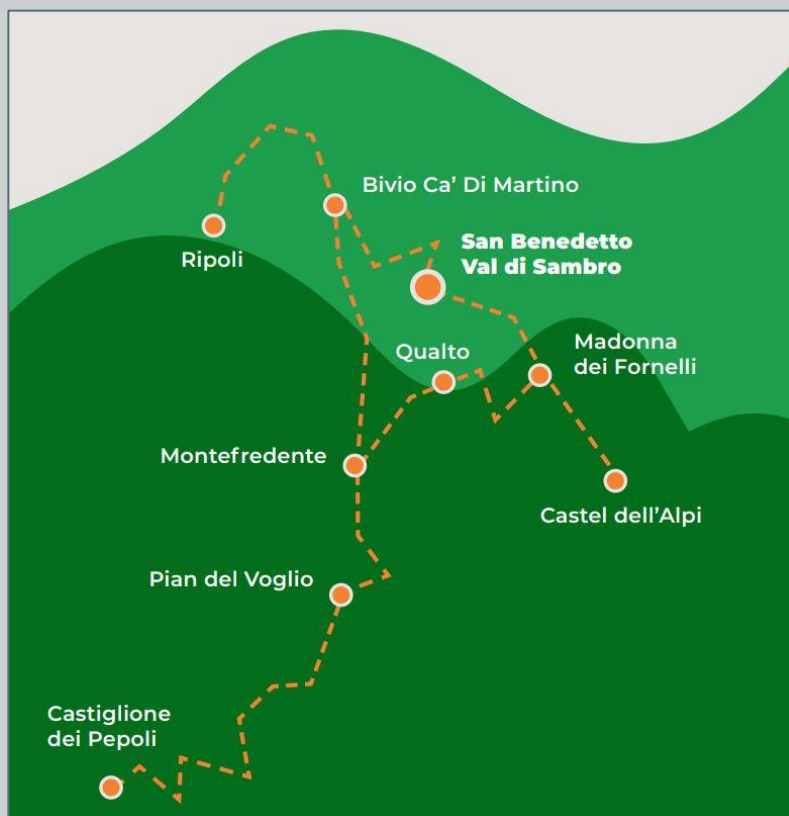 Bivio Ca’ Di Martino
San Benedetto
Val di Sambro
Ripoli
Qualto
Madonna
dei Fornelli
Montefredente
Castel dell’Alpi
Pian del Voglio
Castiglione
dei Pepoli